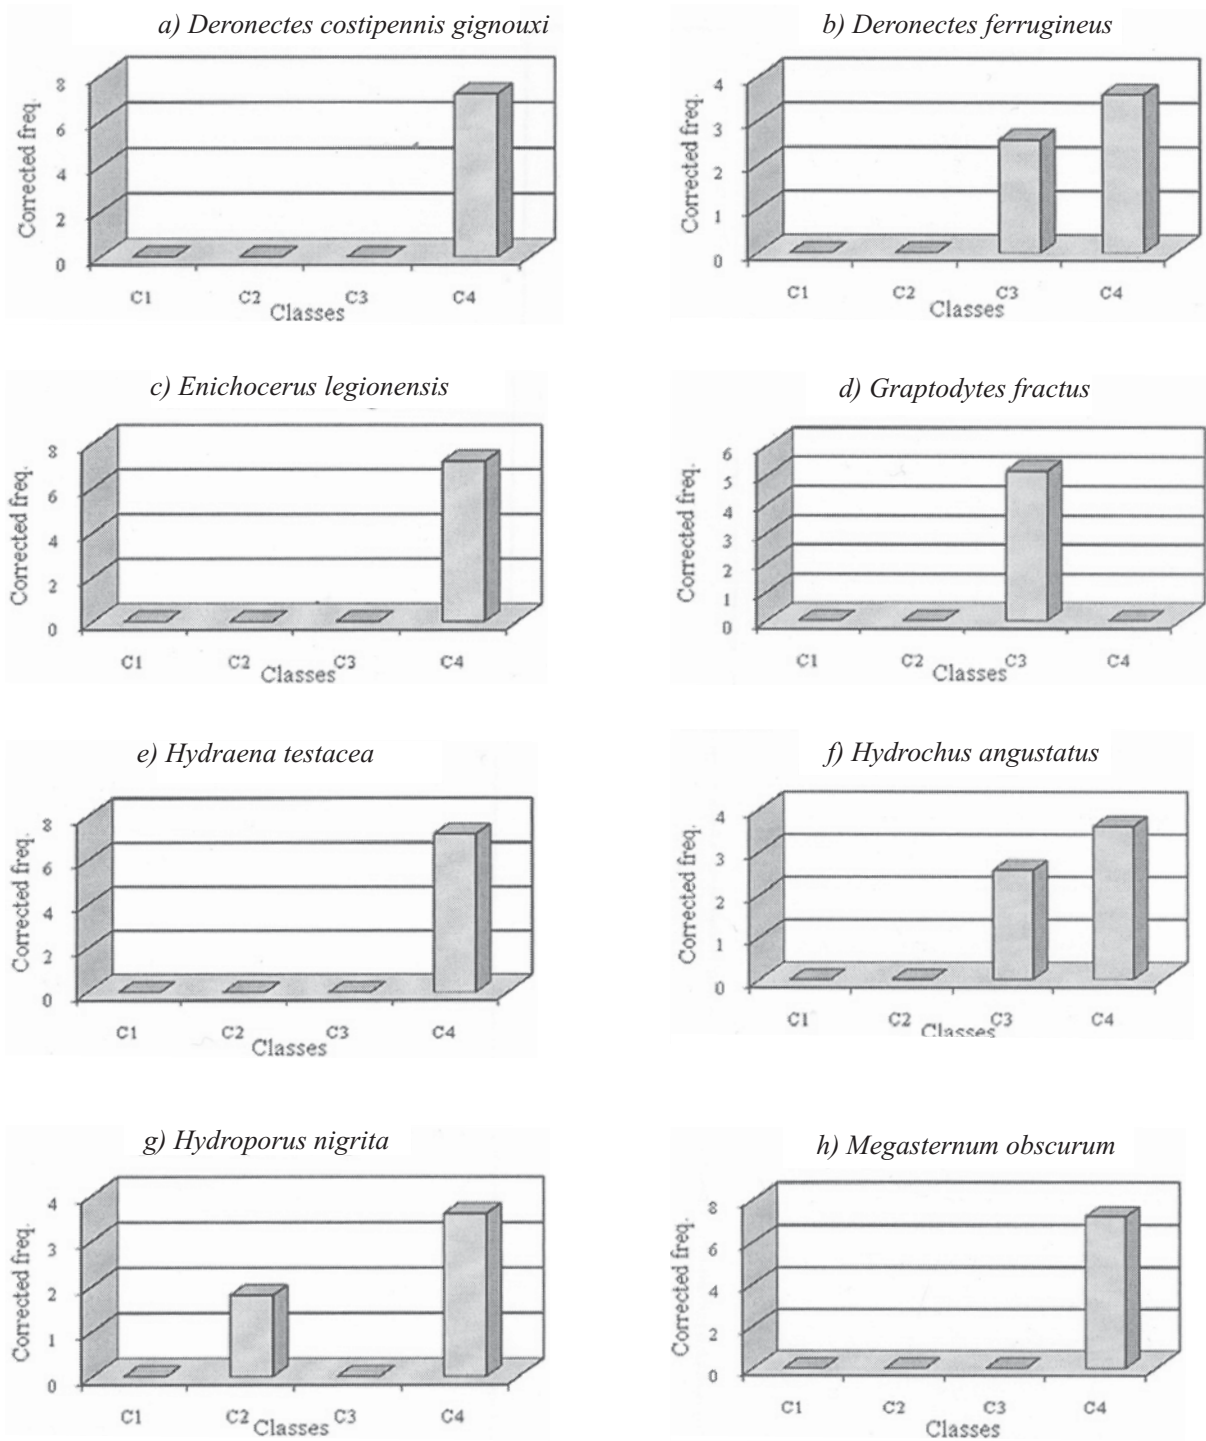 a) Deronectes costipennis gignouxi
Corrected freq.
8
6
4
2
0
C1 C2 C3 C4
Classes
b) Deronectes ferrugineus
Corrected freq.
4
3
2
1
0
C1 C2 C3 C4
Classes
c) Enichocerus legionensis
Corrected freq.
8
6
4
2
0
C1 C2 C3 C4
Classes
d) Graptodytes fractus
Corrected freq.
6
5
4
3
2
1
0
C1 C2 C3 C4
Classes
e) Hydraena testacea
Corrected freq.
8
6
4
2
0
C1 C2 C3 C4
Classes
f) Hydrochus angustatus
Corrected freq.
4
3
2
1
0
C1 C2 C3 C4
Classes
g) Hydroporus nigrita
Corrected freq.
4
3
2
1
0
C1 C2 C3 C4
Classes
h) Megasternum obscurum
Corrected freq.
8
6
4
2
0
C1 C2 C3 C4
Classes